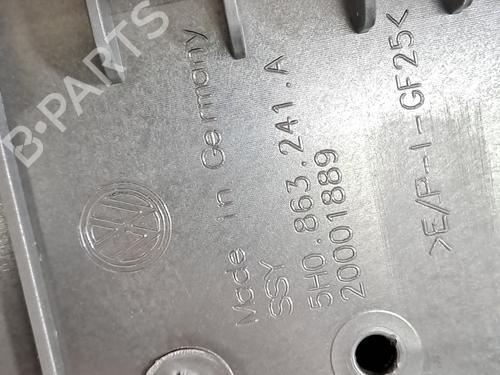 B-PARTS
Made in Germany
SSY
5H0.863.241.A
20001889
>E/P-I-GF25<